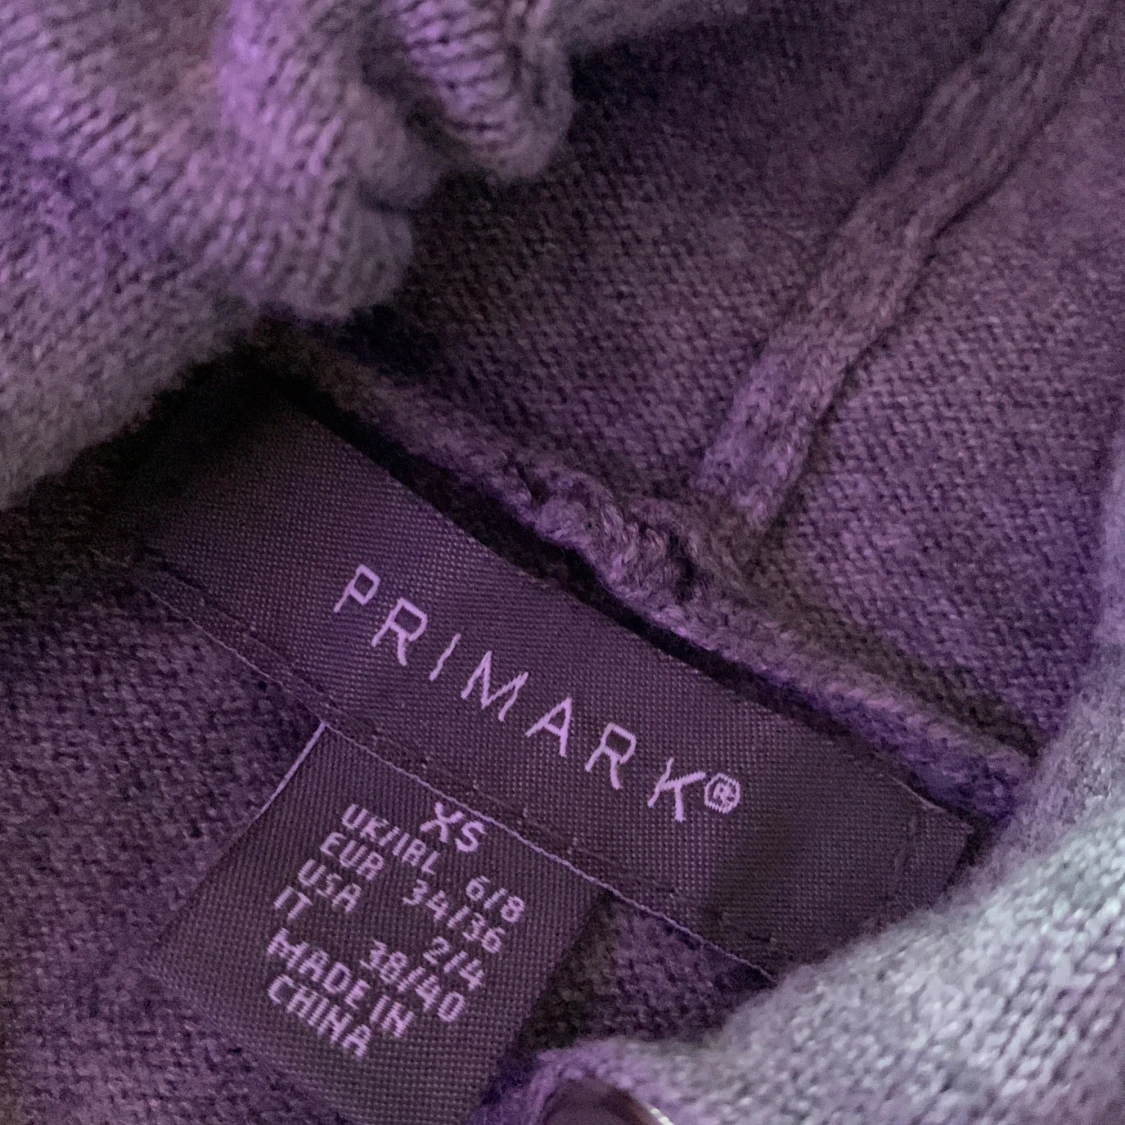 PRIMARK®
XS
UK/IRL 6/8
EUR 34/36
USA 2/4
IT 38/40
MADE IN
CHINA